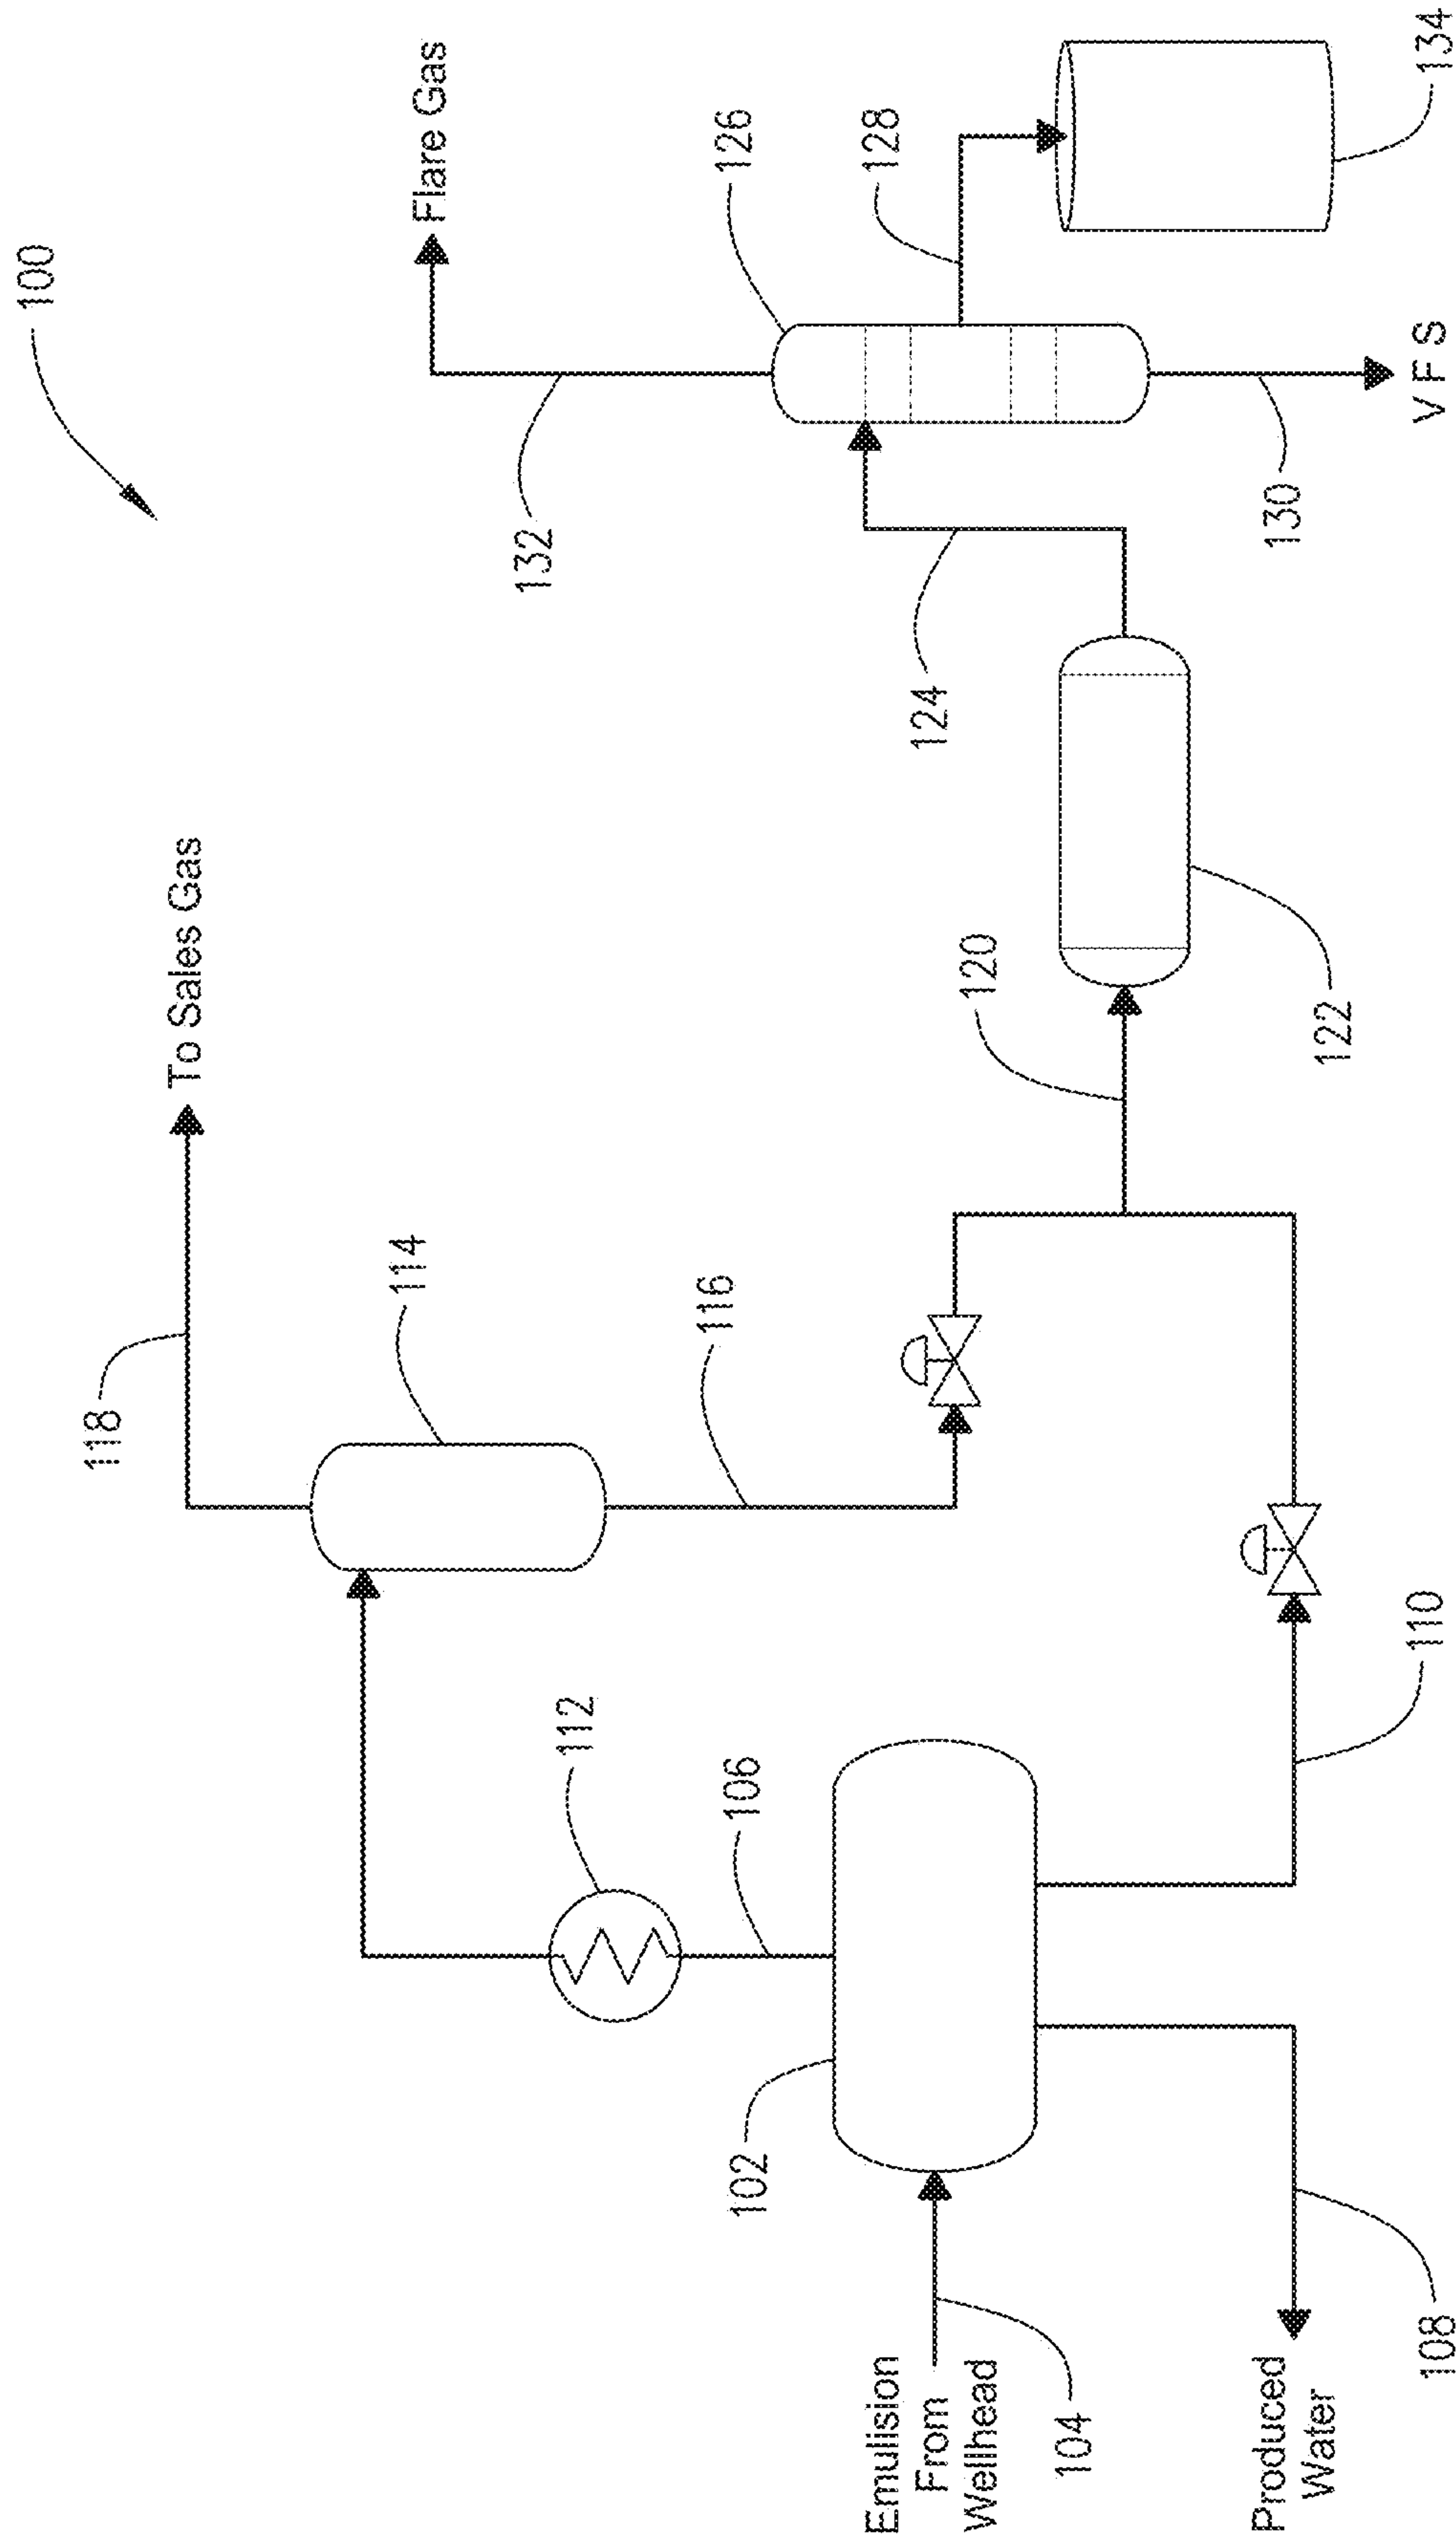 100
Flare Gas
126
128
134
132
124
130
V F S
To Sales Gas
118
114
116
120
122
112
106
110
102
Emulision
From
Wellhead
104
Produced
Water
108